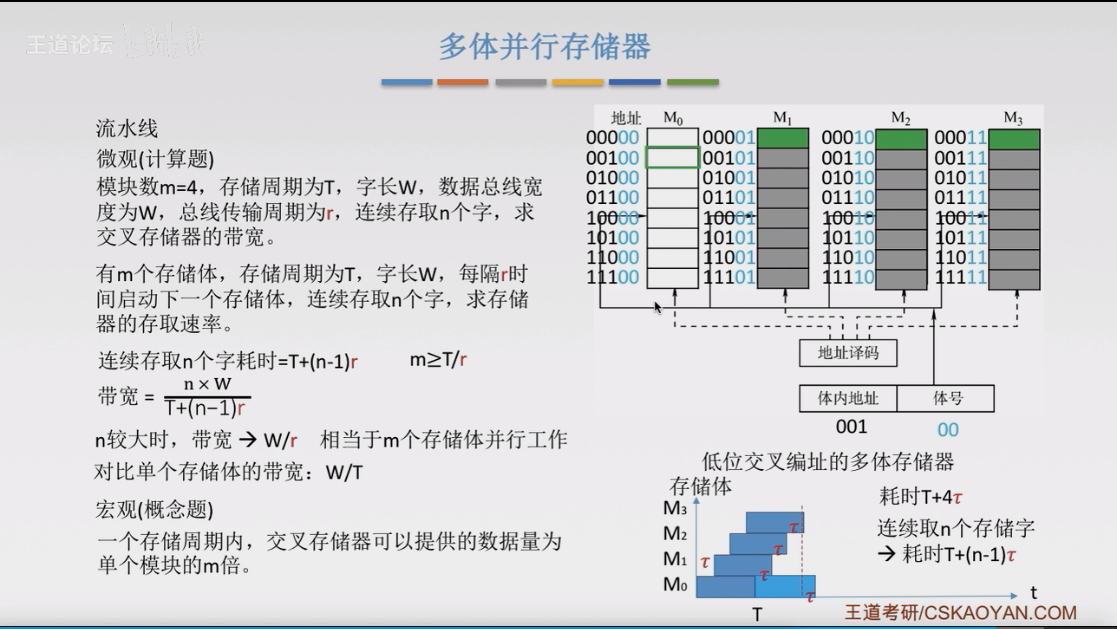 王道论坛
多体并行存储器
流水线
微观(计算题)
模块数m=4，存储周期为T，字长W，数据总线宽
度为W，总线传输周期为r，连续存取n个字，求
交叉存储器的带宽。
有m个存储体，存储周期为T，字长W，每隔r时
间启动下一个存储体，连续存取n个字，求存储
器的存取速率。
连续存取n个字耗时=T+(n-1)r m≥T/r
带宽 = n × W
T+(n−1)r
n较大时，带宽 → W/r 相当于m个存储体并行工作
对比单个存储体的带宽：W/T
宏观(概念题)
一个存储周期内，交叉存储器可以提供的数据量为
单个模块的m倍。
地址 M0 M1 M2 M3
00000 00001 00010 00011
00100 00101 00110 00111
01000 01001 01010 01011
01100 01101 01110 01111
10000 10001 10010 10011
10100 10101 10110 10111
11000 11001 11010 11011
11100 11101 11110 11111
地址译码
体内地址 体号
001 00
低位交叉编址的多体存储器
存储体
M3 τ
M2 τ
M1 τ τ
M0 τ
T t
耗时T+4τ
连续取n个存储字
→ 耗时T+(n-1)τ
王道考研/CSKAOYAN.COM